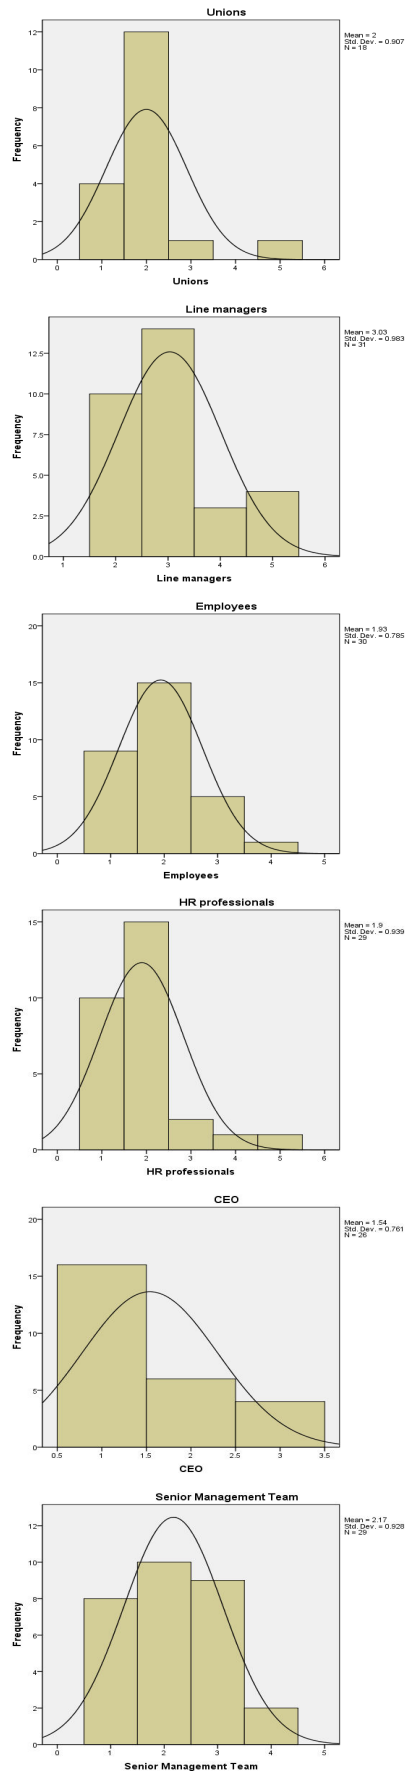 Unions
Mean = 2
Std. Dev. = 0.907
N = 18
12
10
8
6
4
2
0
Frequency
0 1 2 3 4 5 6
Unions
Line managers
Mean = 3.03
Std. Dev. = 0.983
N = 31
12.5
10.0
7.5
5.0
2.5
0.0
Frequency
1 2 3 4 5 6
Line managers
Employees
Mean = 1.93
Std. Dev. = 0.785
N = 30
20
15
10
5
0
Frequency
0 1 2 3 4 5
Employees
HR professionals
Mean = 1.9
Std. Dev. = 0.939
N = 29
15
10
5
0
Frequency
0 1 2 3 4 5 6
HR professionals
CEO
Mean = 1.54
Std. Dev. = 0.761
N = 26
20
15
10
5
0
Frequency
0.5 1 1.5 2 2.5 3 3.5
CEO
Senior Management Team
Mean = 2.17
Std. Dev. = 0.928
N = 29
12
10
8
6
4
2
0
Frequency
0 1 2 3 4 5
Senior Management Team